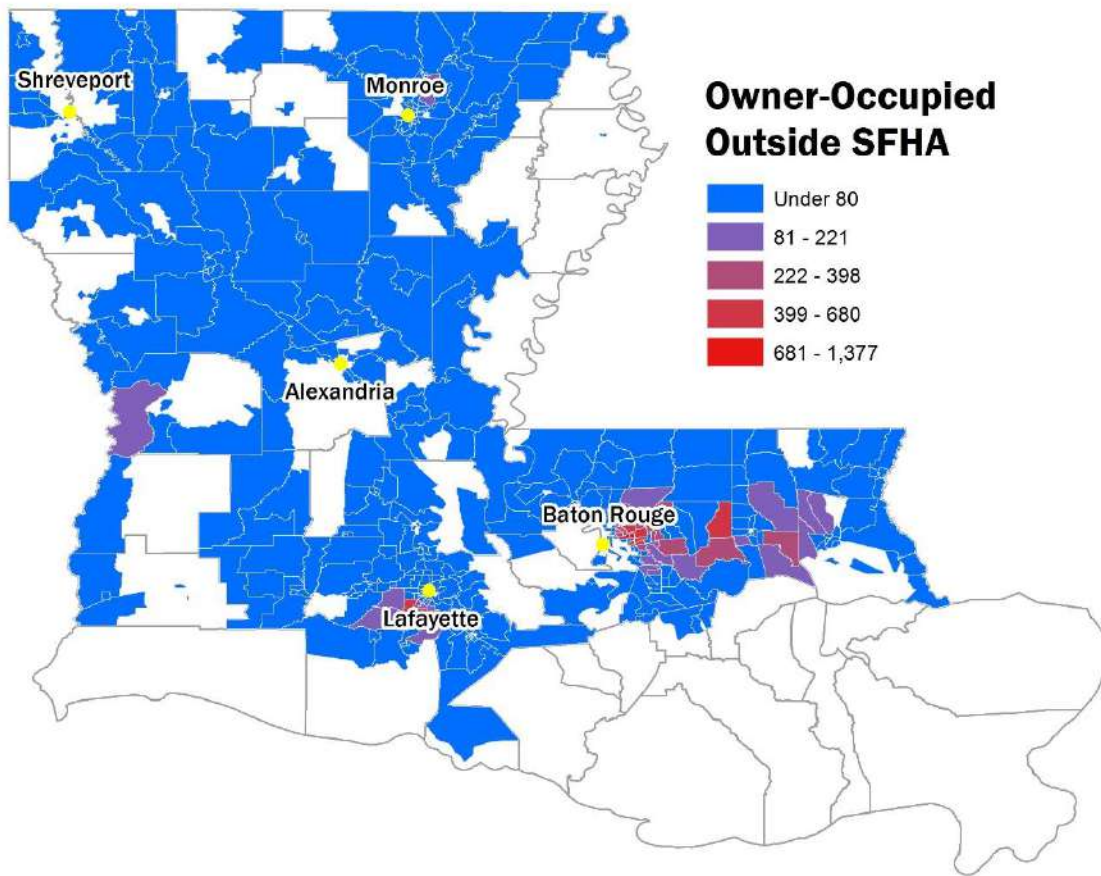 Shreveport
Monroe
Owner-Occupied
Outside SFHA
Under 80
81 - 221
222 - 398
399 - 680
681 - 1,377
Alexandria
Baton Rouge
Lafayette